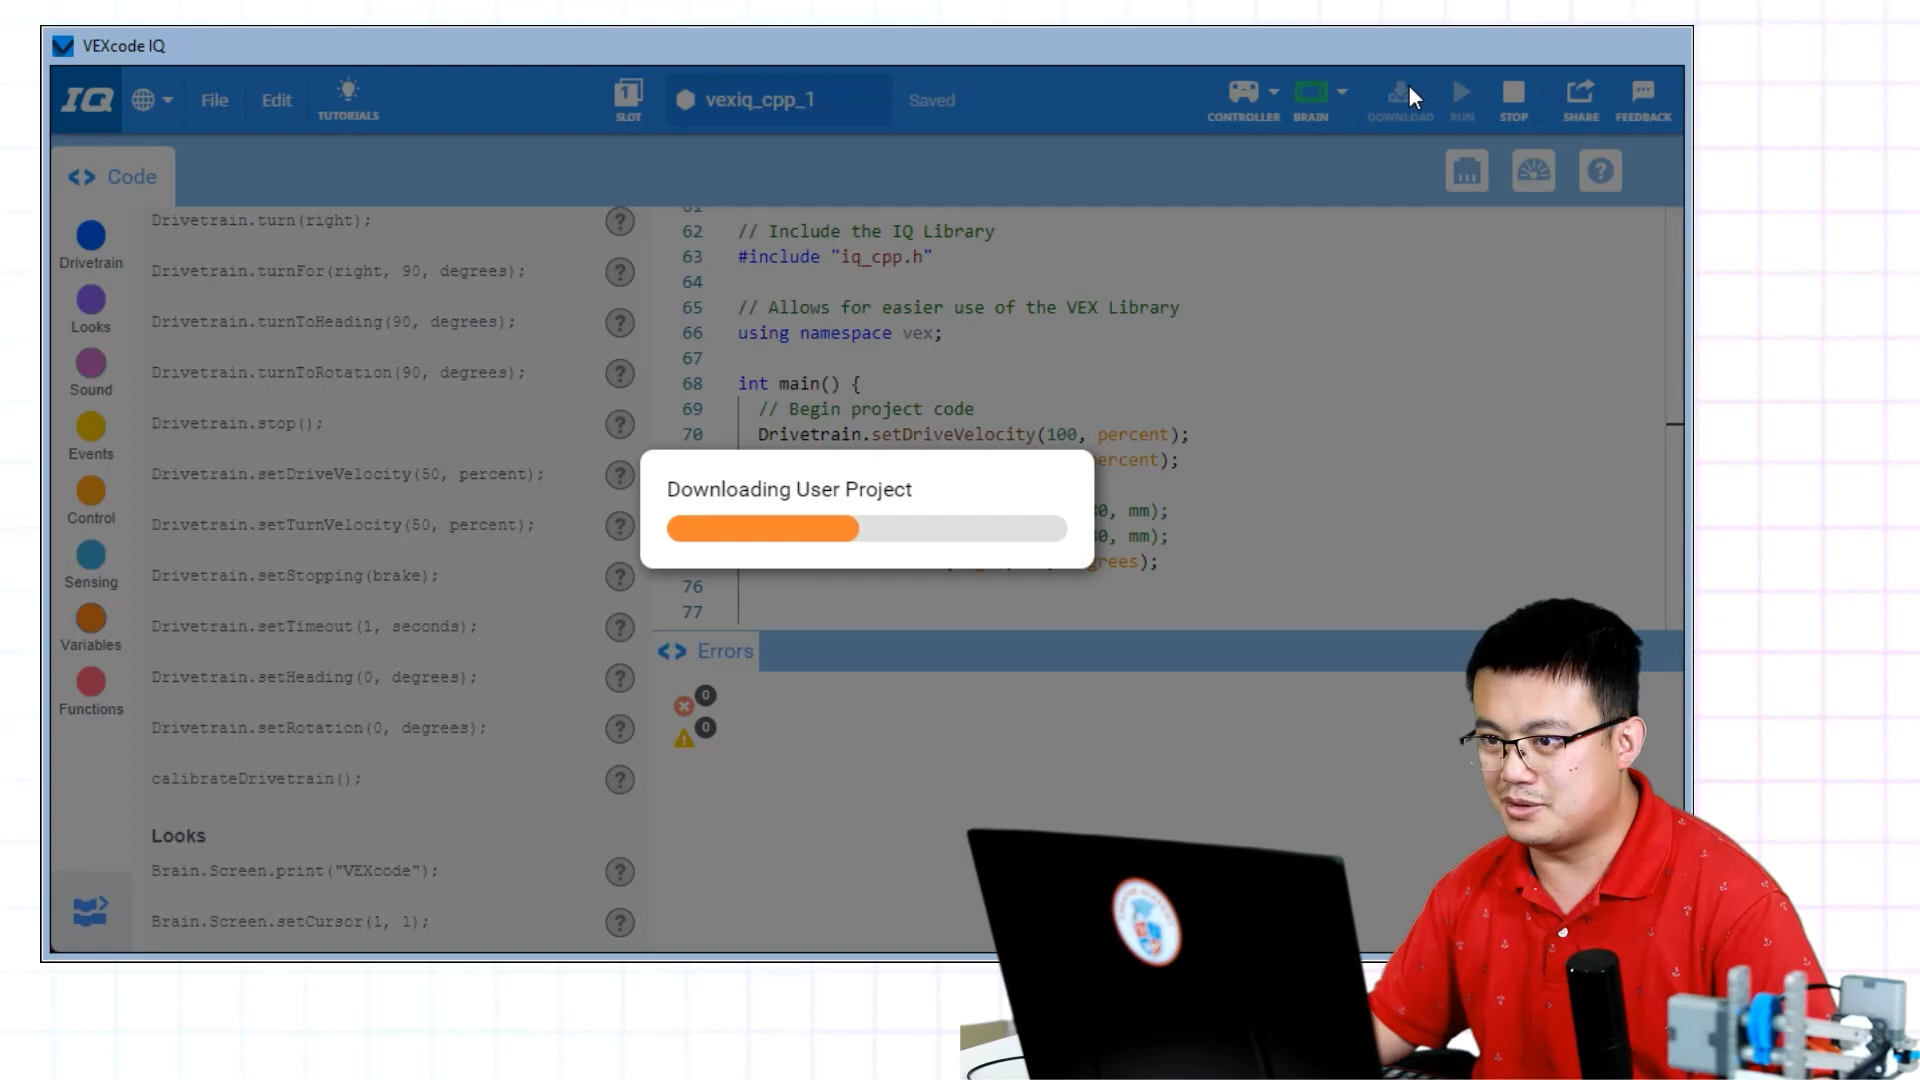 VEXcode IQ
IQ
File
Edit
TUTORIALS
1
SLOT
vexiq_cpp_1
Saved
CONTROLLER
BRAIN
DOWNLOAD
RUN
STOP
SHARE
FEEDBACK
<> Code
Drivetrain
Looks
Sound
Events
Control
Sensing
Variables
Functions
Drivetrain.turn(right);
Drivetrain.turnFor(right, 90, degrees);
Drivetrain.turnToHeading(90, degrees);
Drivetrain.turnToRotation(90, degrees);
Drivetrain.stop();
Drivetrain.setDriveVelocity(50, percent);
Drivetrain.setTurnVelocity(50, percent);
Drivetrain.setStopping(brake);
Drivetrain.setTimeout(1, seconds);
Drivetrain.setHeading(0, degrees);
Drivetrain.setRotation(0, degrees);
calibrateDrivetrain();
Looks
Brain.Screen.print("VEXcode");
Brain.Screen.setCursor(1, 1);
61
62 // Include the IQ Library
63 #include "iq_cpp.h"
64
65 // Allows for easier use of the VEX Library
66 using namespace vex;
67
68 int main() {
69 // Begin project code
70 Drivetrain.setDriveVelocity(100, percent);
percent);
0, mm);
0, mm);
grees);
76
77
Downloading User Project
<> Errors
0
0